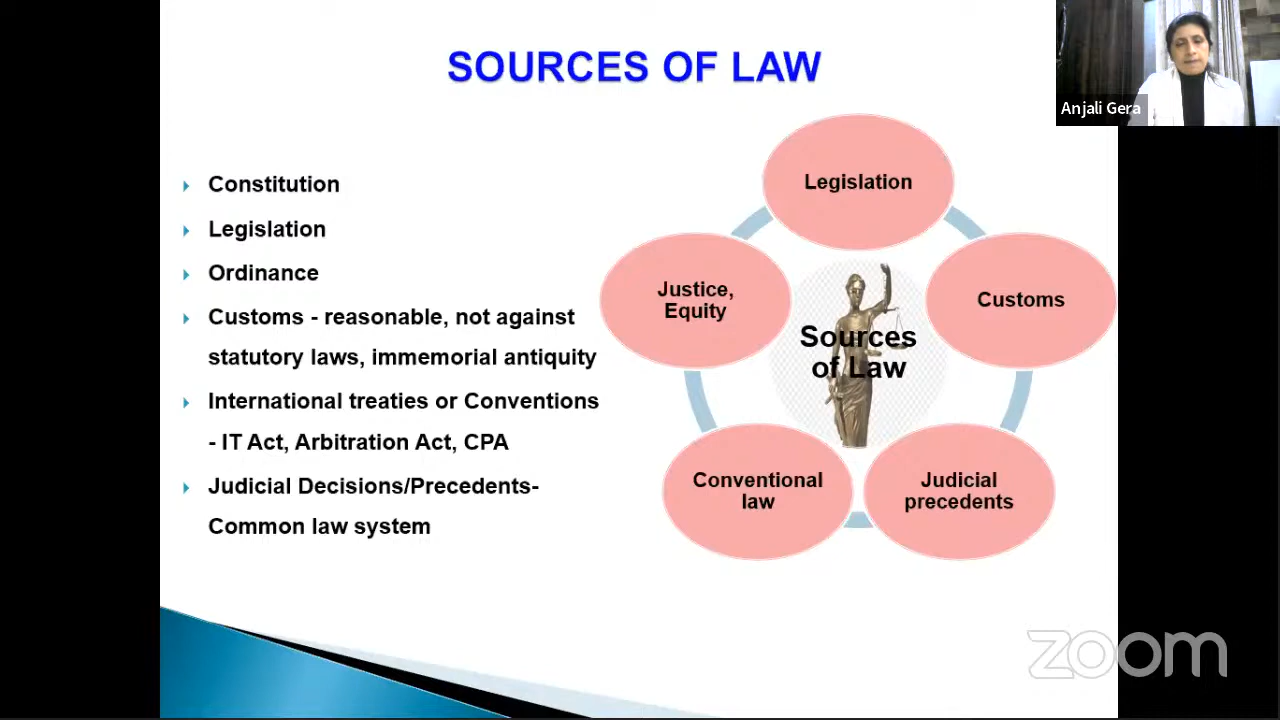 SOURCES OF LAW
Anjali Gera
Constitution
Legislation
Ordinance
Customs - reasonable, not against
statutory laws, immemorial antiquity
International treaties or Conventions
- IT Act, Arbitration Act, CPA
Judicial Decisions/Precedents-
Common law system
Legislation
Customs
Judicial
precedents
Conventional
law
Justice,
Equity
Sources
of Law
zoom